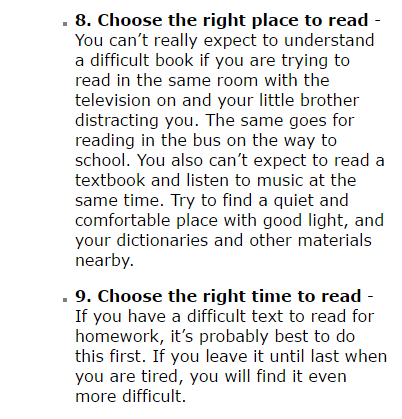 8. Choose the right place to read -
You can’t really expect to understand
a difficult book if you are trying to
read in the same room with the
television on and your little brother
distracting you. The same goes for
reading in the bus on the way to
school. You also can’t expect to read a
textbook and listen to music at the
same time. Try to find a quiet and
comfortable place with good light, and
your dictionaries and other materials
nearby.
9. Choose the right time to read -
If you have a difficult text to read for
homework, it’s probably best to do
this first. If you leave it until last when
you are tired, you will find it even
more difficult.